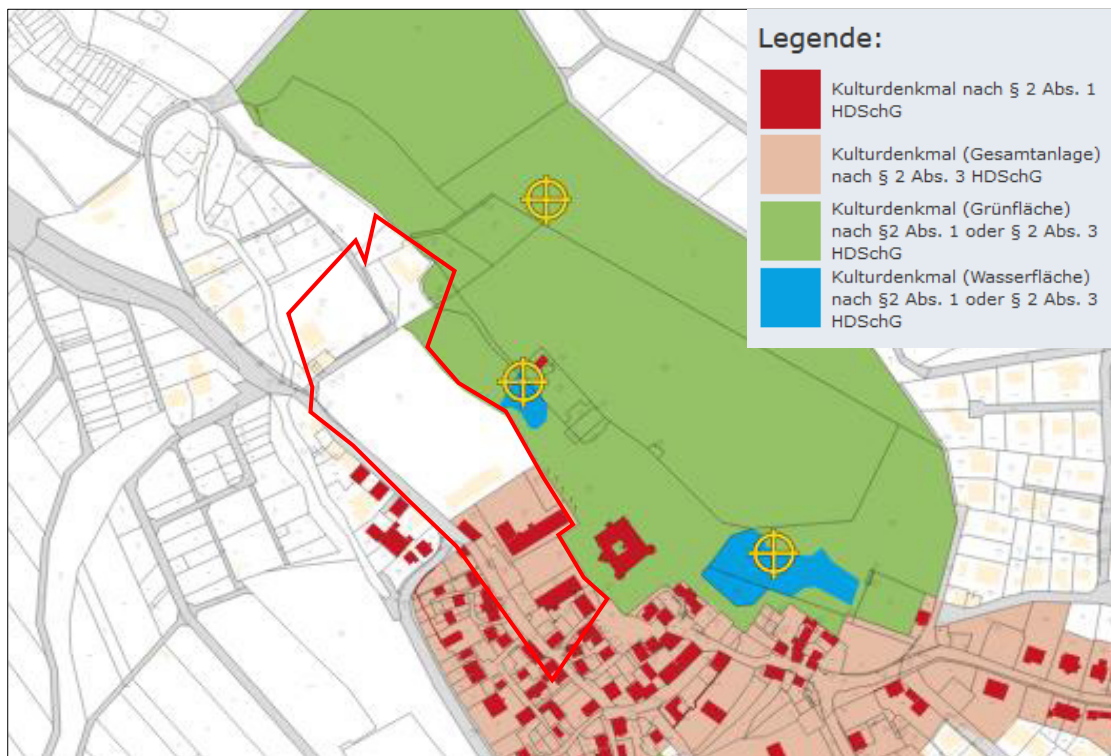 Legende:
Kulturdenkmal nach § 2 Abs. 1
HDSchG
Kulturdenkmal (Gesamtanlage)
nach § 2 Abs. 3 HDSchG
Kulturdenkmal (Grünfläche)
nach §2 Abs. 1 oder § 2 Abs. 3
HDSchG
Kulturdenkmal (Wasserfläche)
nach §2 Abs. 1 oder § 2 Abs. 3
HDSchG